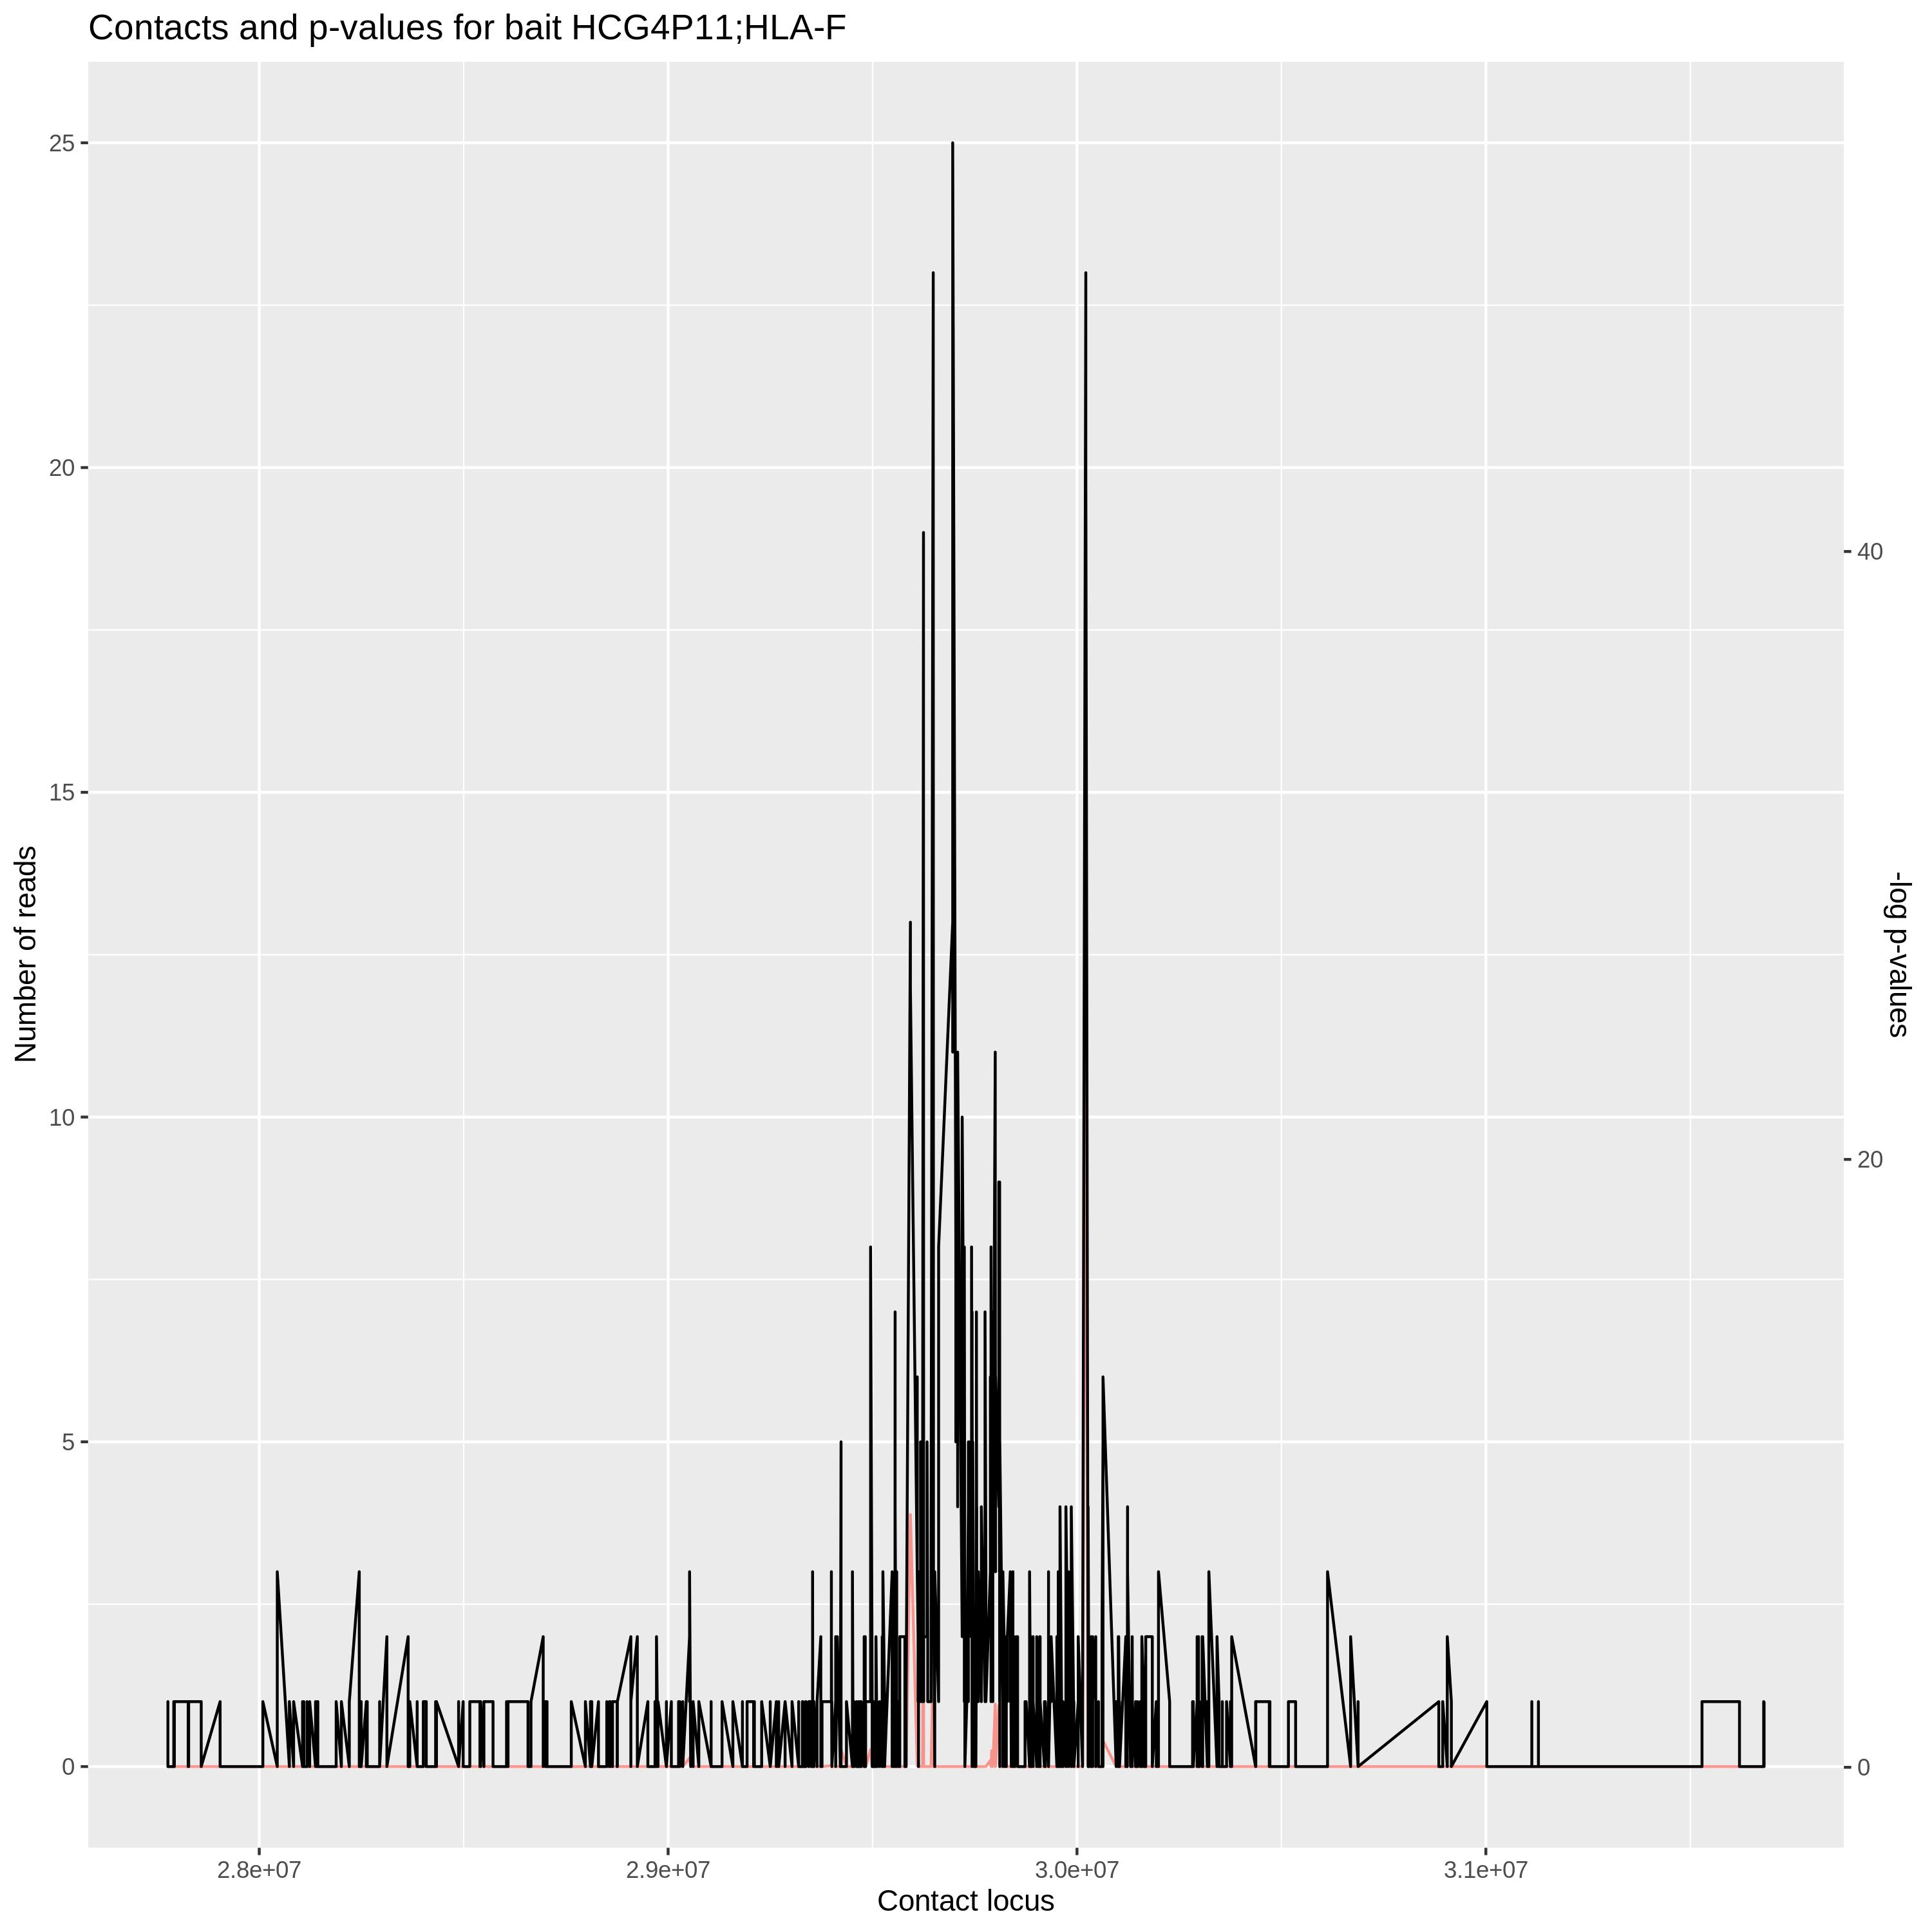 Contacts and p-values for bait HCG4P11;HLA-F
25
20
15
10
5
0
Number of reads
40
20
0
-log p-values
2.8e+07
2.9e+07
3.0e+07
3.1e+07
Contact locus